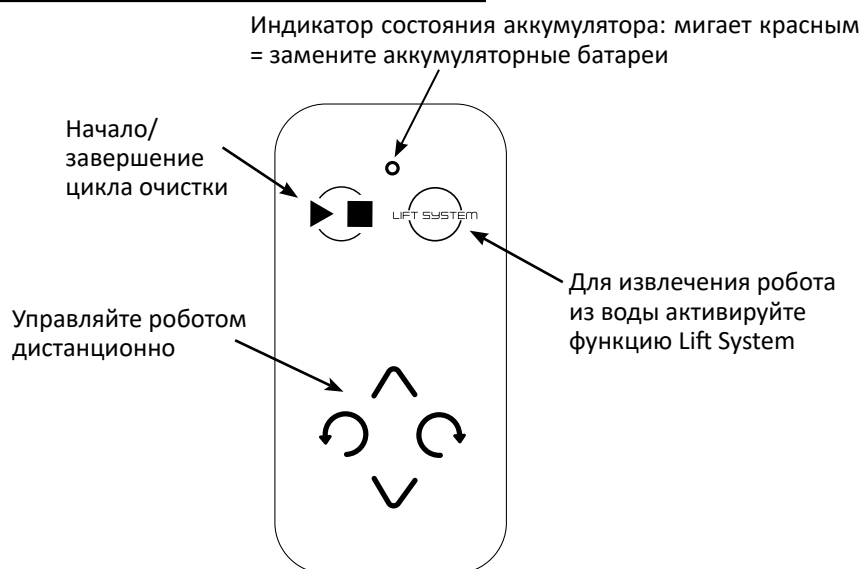 Индикатор состояния аккумулятора: мигает красным
= замените аккумуляторные батареи
Начало/
завершение
цикла очистки
LIFT SYSTEM
Для извлечения робота
из воды активируйте
функцию Lift System
Управляйте роботом
дистанционно